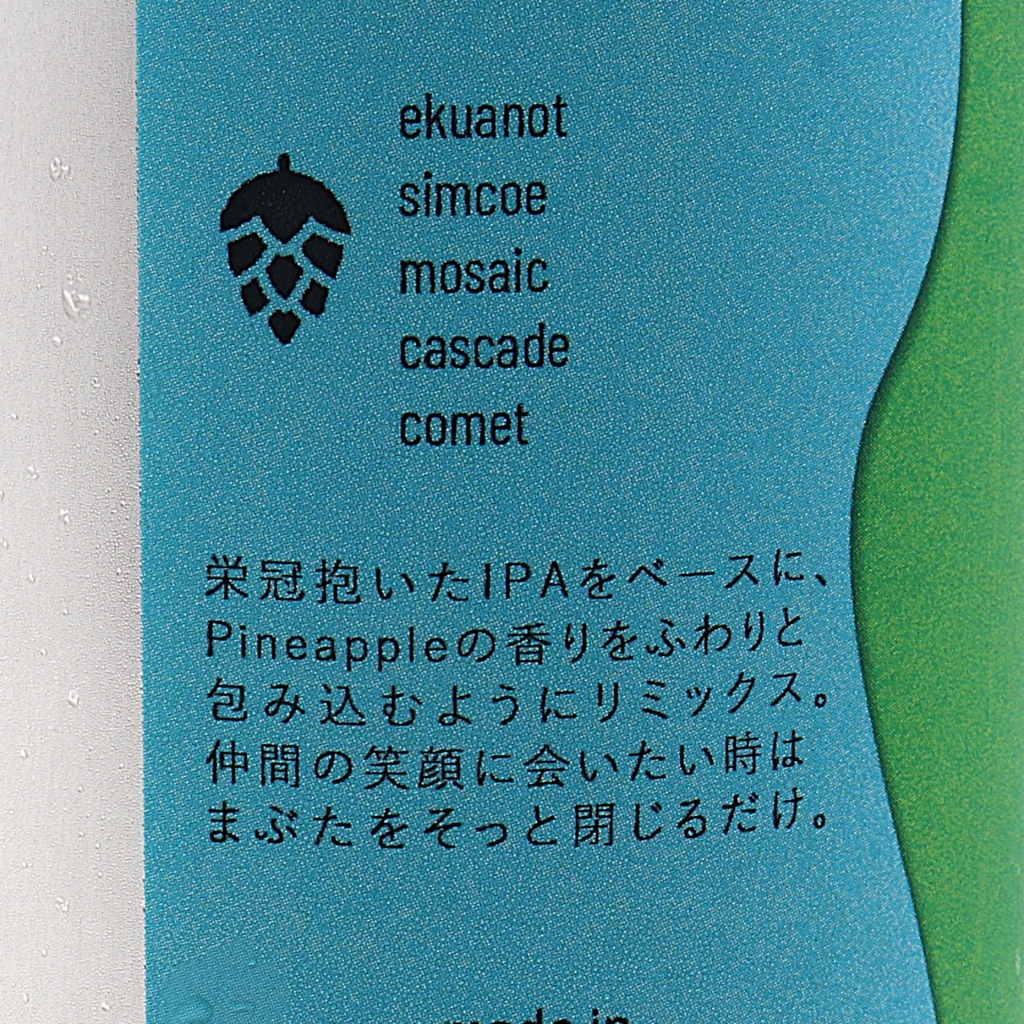 ekuanot
simcoe
mosaic
cascade
comet
栄冠抱いたIPAをベースに、
Pineappleの香りをふわりと
包み込むようにリミックス。
仲間の笑顔に会いたい時は
まぶたをそっと閉じるだけ。
made in